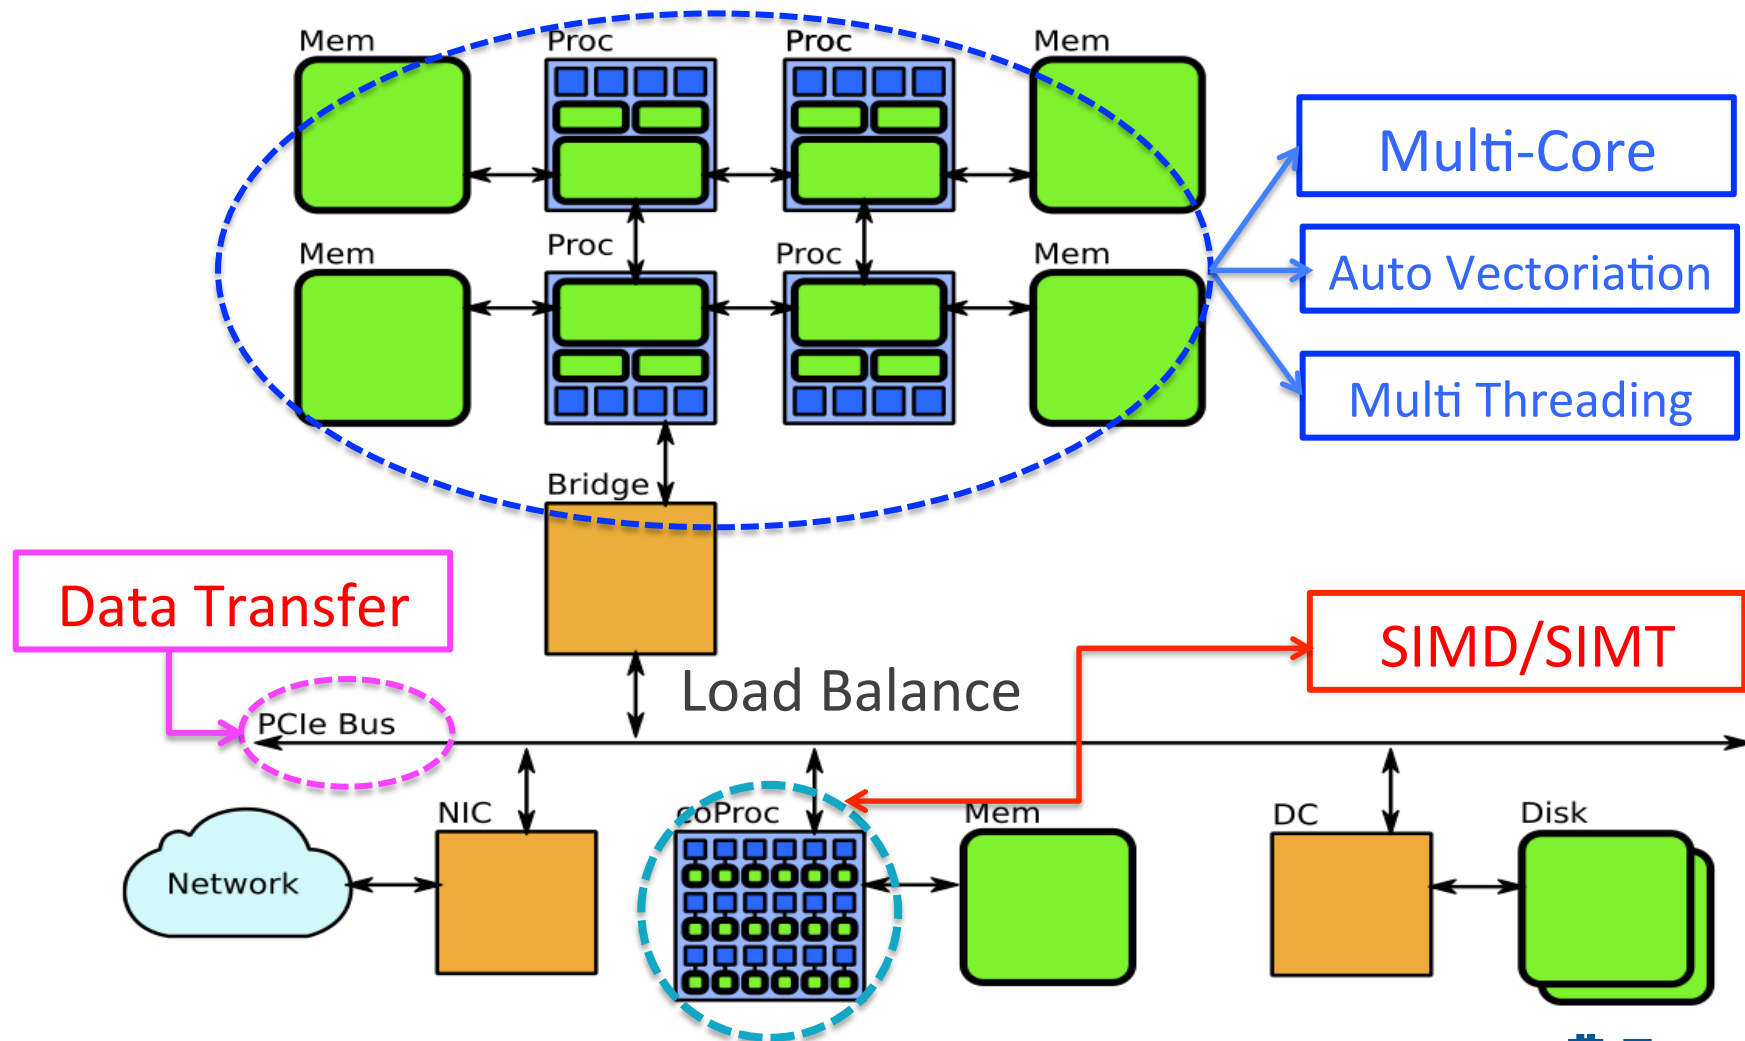 Mem
Proc
Proc
Mem
Multi-Core
Mem
Proc
Proc
Mem
Auto Vectoriation
Multi Threading
Bridge
Data Transfer
SIMD/SIMT
Load Balance
PCIe Bus
NIC
coProc
Mem
DC
Disk
Network